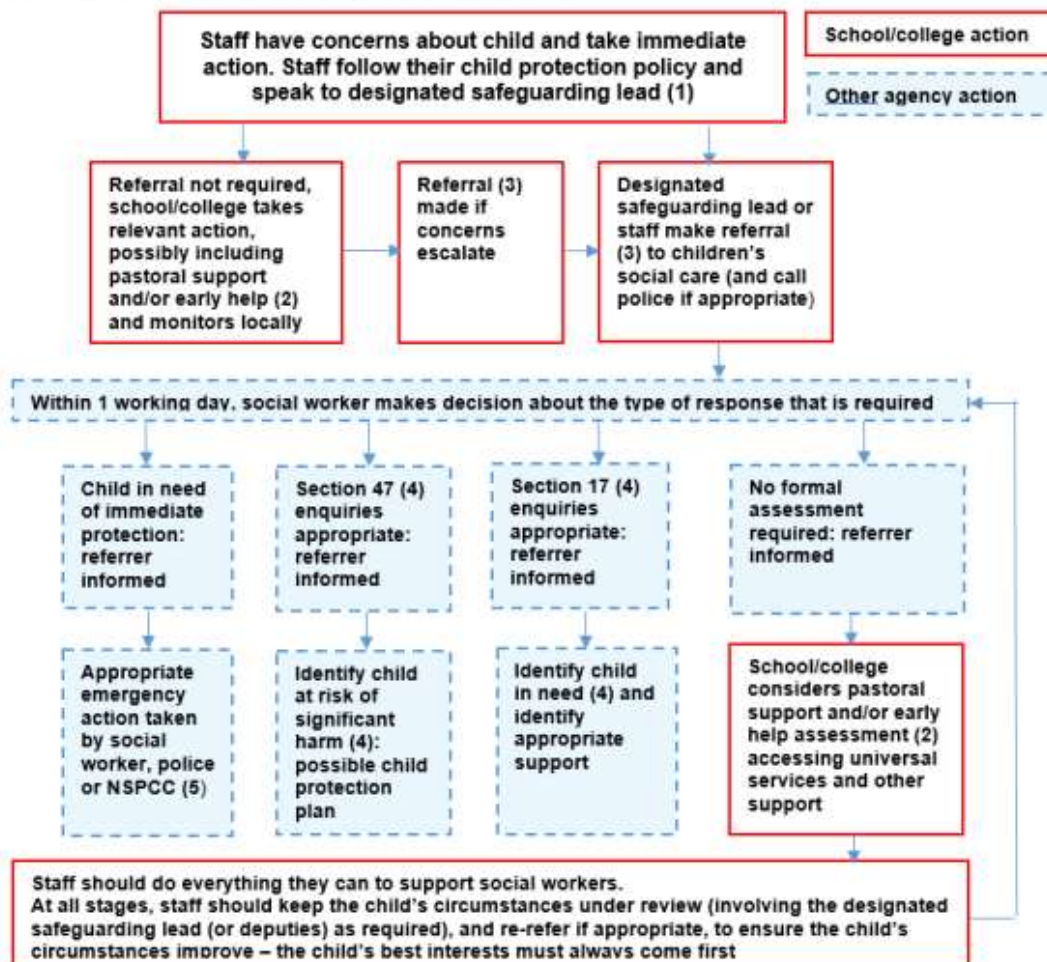 Staff have concerns about child and take immediate
action. Staff follow their child protection policy and
speak to designated safeguarding lead (1)
School/college action
Other agency action
Referral not required,
school/college takes
relevant action,
possibly including
pastoral support
and/or early help (2)
and monitors locally
Referral (3)
made if
concerns
escalate
Designated
safeguarding lead or
staff make referral
(3) to children’s
social care (and call
police if appropriate)
Within 1 working day, social worker makes decision about the type of response that is required
Child in need
of immediate
protection:
referrer
informed
Section 47 (4)
enquiries
appropriate:
referrer
informed
Section 17 (4)
enquiries
appropriate:
referrer
informed
No formal
assessment
required: referrer
informed
Appropriate
emergency
action taken
by social
worker, police
or NSPCC (5)
Identify child
at risk of
significant
harm (4):
possible child
protection
plan
Identify child
in need (4) and
identify
appropriate
support
School/college
considers pastoral
support and/or early
help assessment (2)
accessing universal
services and other
support
Staff should do everything they can to support social workers.
At all stages, staff should keep the child’s circumstances under review (involving the designated
safeguarding lead (or deputies) as required), and re-refer if appropriate, to ensure the child’s
circumstances improve – the child’s best interests must always come first